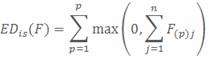 $$ED_{is}(F) = \sum_{p=1}^{p} \max\left(0, \sum_{j=1}^{n} F_{(p)j}\right)$$